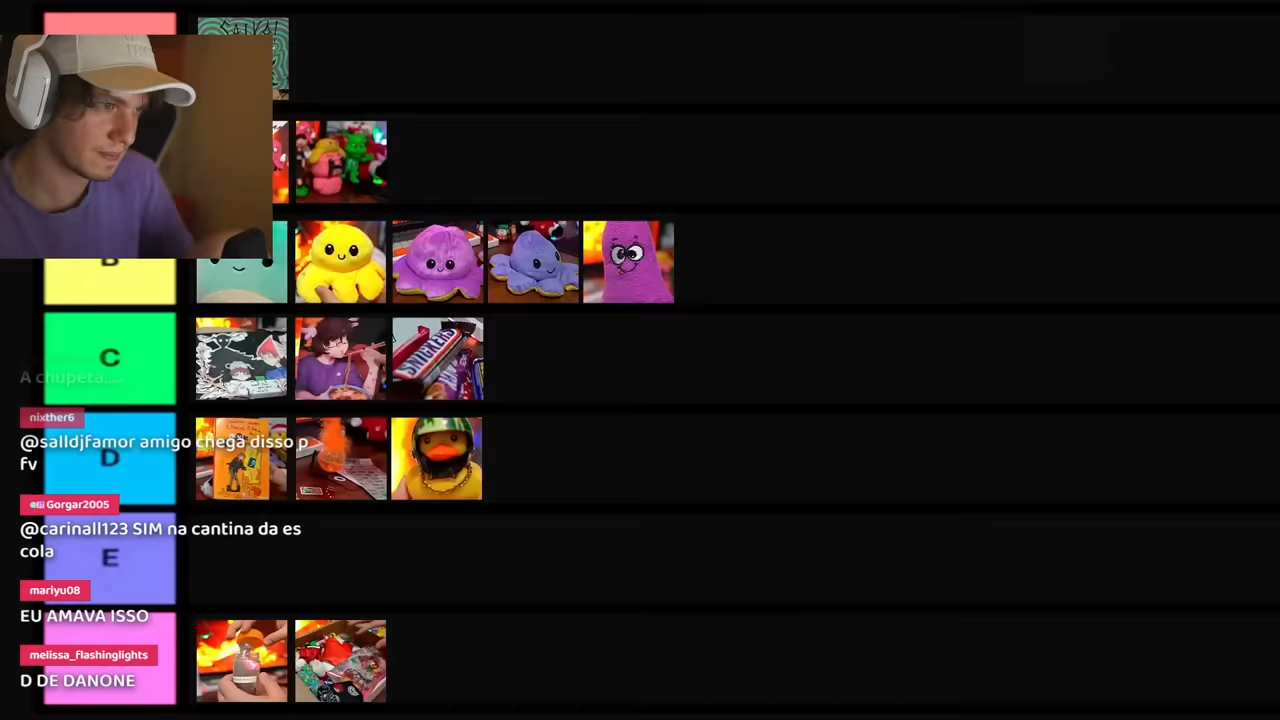 B
C
SNICKERS
A chupeta.....
nixther6
@salldjfamor amigo chega disso p
fv
D
Gorgar2005
@carinall123 SIM na cantina da es
cola
E
mariyu08
EU AMAVA ISSO
melissa_flashinglights
D DE DANONE